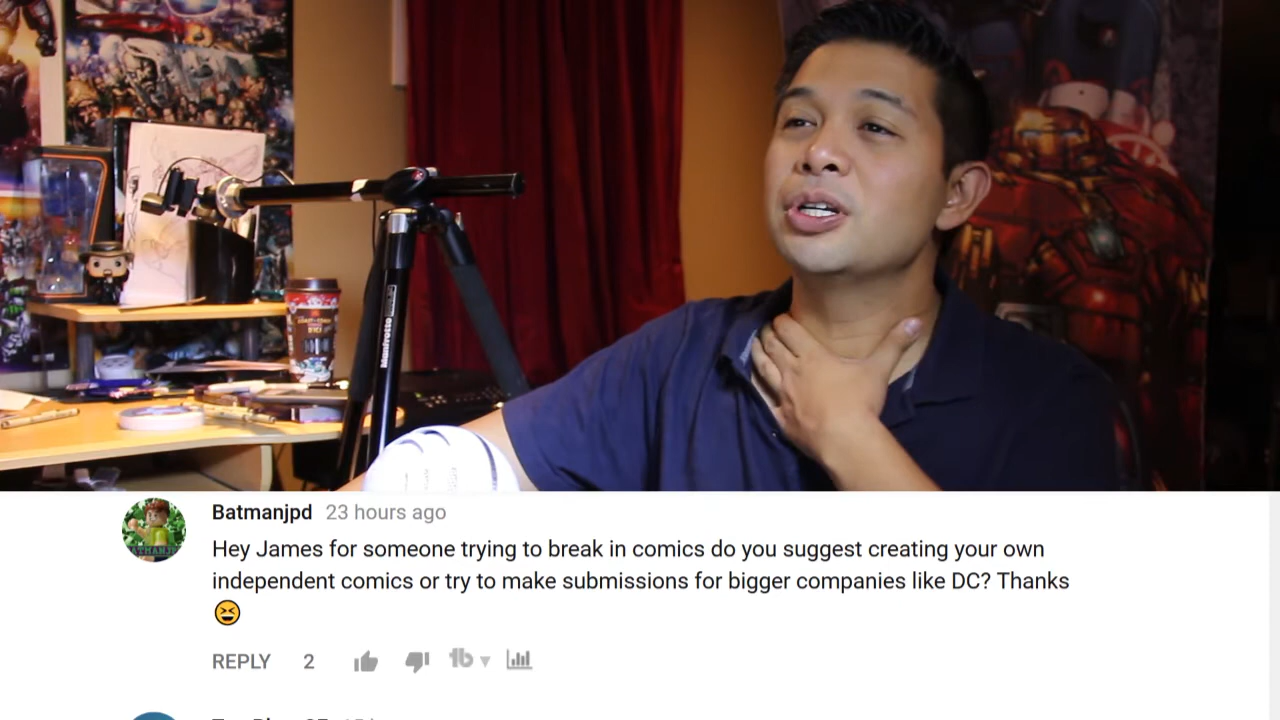 Manfrotto
Batmanjpd 23 hours ago
Hey James for someone trying to break in comics do you suggest creating your own
independent comics or try to make submissions for bigger companies like DC? Thanks
REPLY 2